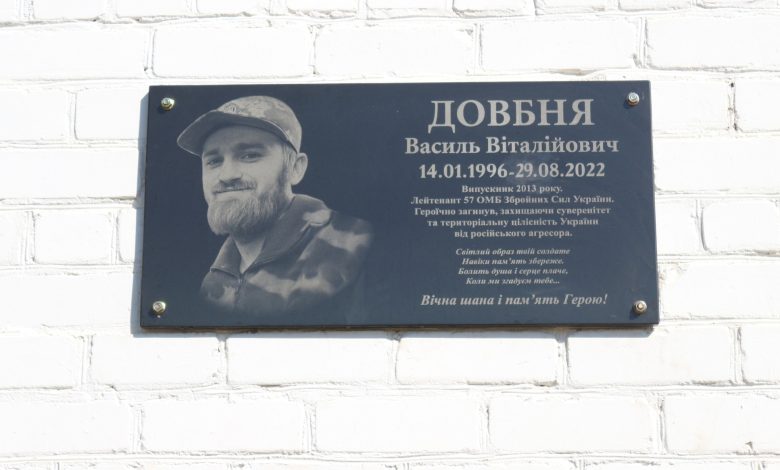 ДОВБНЯ
Василь Віталійович
14.01.1996-29.08.2022
Випускник 2013 року.
Лейтенант 57 ОМБ Збройних Сил України.
Героїчно загинув, захищаючи суверенітет
та територіальну цілісність України
від російського агресора.
Світлий образ твій солдате
Навіки пам'ять збереже.
Болить душа і серце плаче,
Коли ми згадуєм тебе...
Вічна шана і пам'ять Герою!